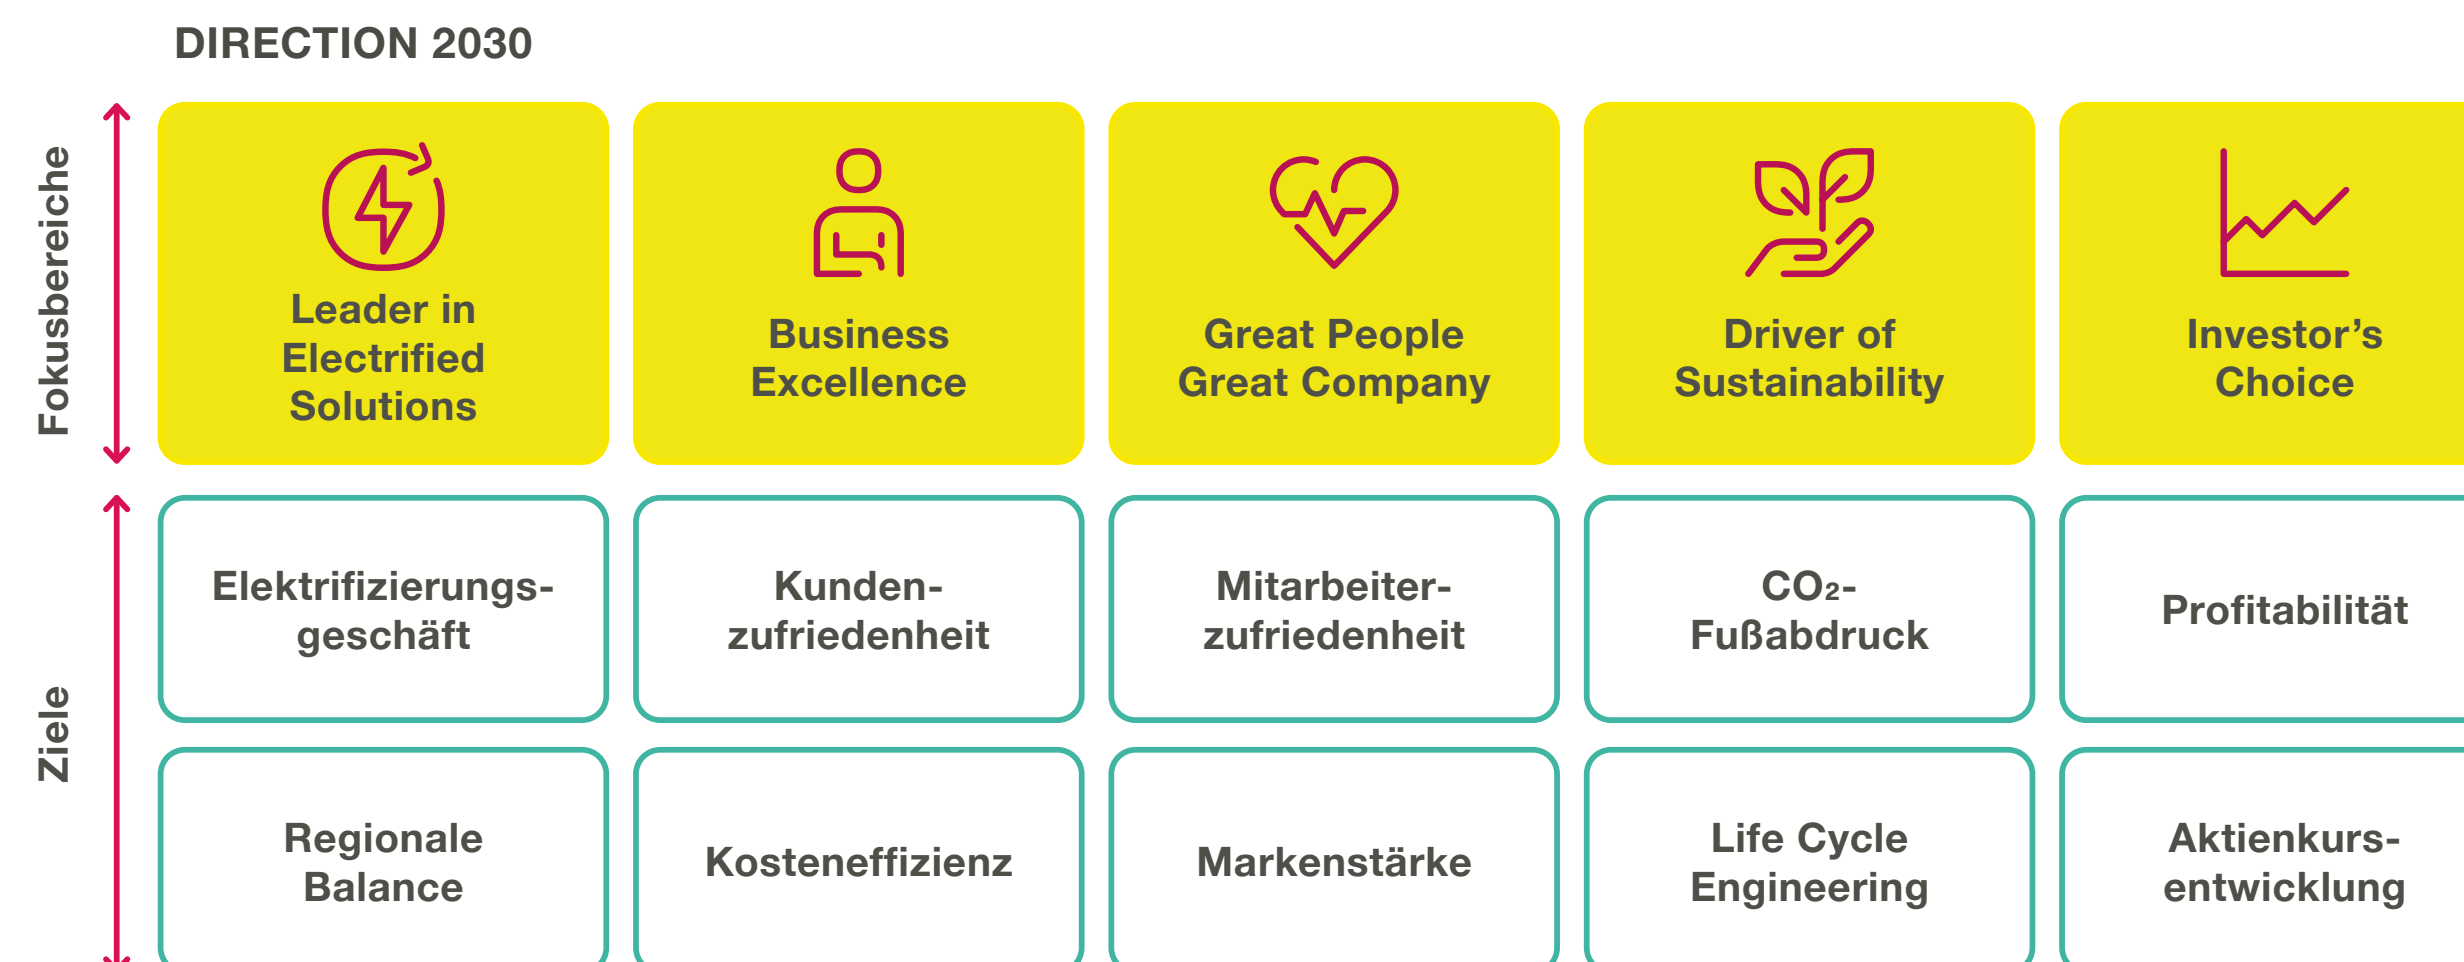 DIRECTION 2030
Fokusbereiche
Leader in
Electrified
Solutions
Business
Excellence
Great People
Great Company
Driver of
Sustainability
Investor’s
Choice
Ziele
Elektrifizierungs-
geschäft
Kunden-
zufriedenheit
Mitarbeiter-
zufriedenheit
CO₂-
Fußabdruck
Profitabilität
Regionale
Balance
Kosteneffizienz
Markenstärke
Life Cycle
Engineering
Aktienkurs-
entwicklung